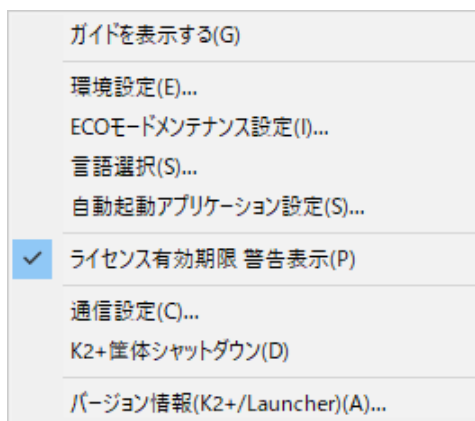 ガイドを表示する(G)
環境設定(E)...
ECOモードメンテナンス設定(I)...
言語選択(S)...
自動起動アプリケーション設定(S)...
ライセンス有効期限 警告表示(P)
通信設定(C)...
K2+筐体シャットダウン(D)
バージョン情報(K2+/Launcher)(A)...